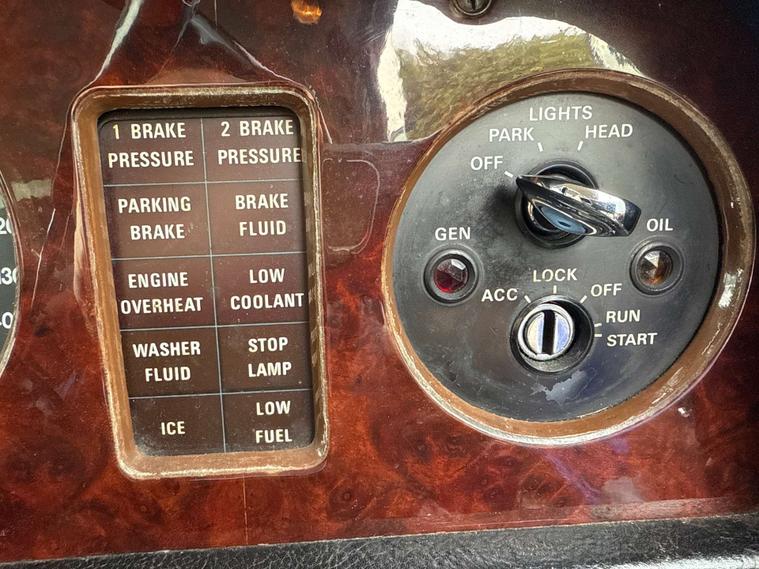 1 BRAKE
PRESSURE
2 BRAKE
PRESSURE
PARKING
BRAKE
BRAKE
FLUID
ENGINE
OVERHEAT
LOW
COOLANT
WASHER
FLUID
STOP
LAMP
ICE
LOW
FUEL
LIGHTS
PARK
HEAD
OFF
GEN
OIL
LOCK
ACC
OFF
RUN
START